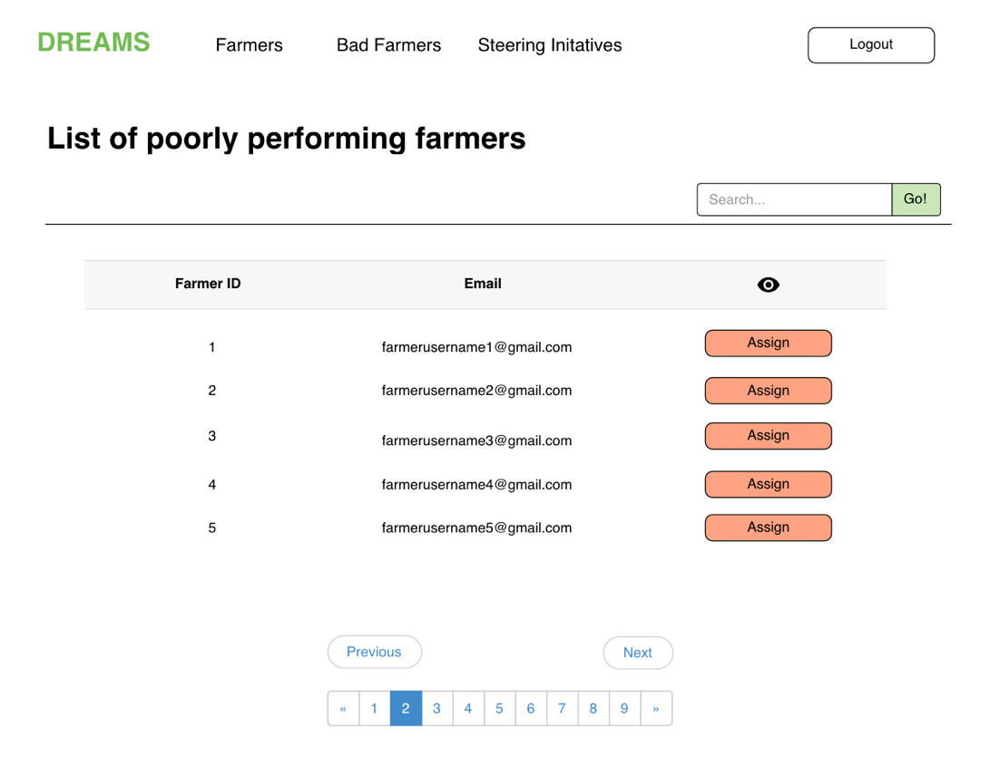 DREAMS Farmers Bad Farmers Steering Initatives Logout
List of poorly performing farmers
Search... Go!
Farmer ID Email
1 farmerusername1@gmail.com Assign
2 farmerusername2@gmail.com Assign
3 farmerusername3@gmail.com Assign
4 farmerusername4@gmail.com Assign
5 farmerusername5@gmail.com Assign
Previous Next
« 1 2 3 4 5 6 7 8 9 »